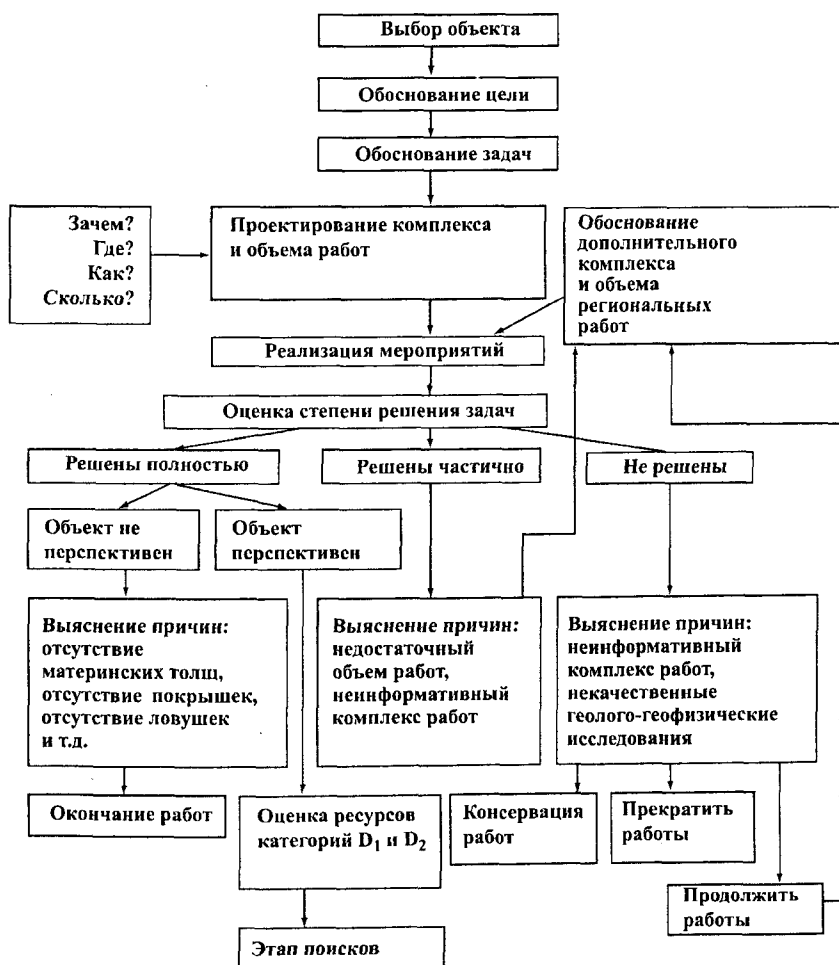 Выбор объекта
Обоснование цели
Обоснование задач
Зачем?
Где?
Как?
Сколько?
Проектирование комплекса
и объема работ
Обоснование
дополнительного
комплекса
и объема
региональных
работ
Реализация мероприятий
Оценка степени решения задач
Решены полностью
Решены частично
Не решены
Объект не
перспективен
Объект
перспективен
Выяснение причин:
отсутствие
материнских толщ,
отсутствие покрышек,
отсутствие ловушек
и т.д.
Выяснение причин:
недостаточный
объем работ,
неинформативный
комплекс работ
Выяснение причин:
неинформативный
комплекс работ,
некачественные
геолого-геофизические
исследования
Окончание работ
Оценка ресурсов
категорий D₁ и D₂
Консервация
работ
Прекратить
работы
Продолжить
работы
Этап поисков